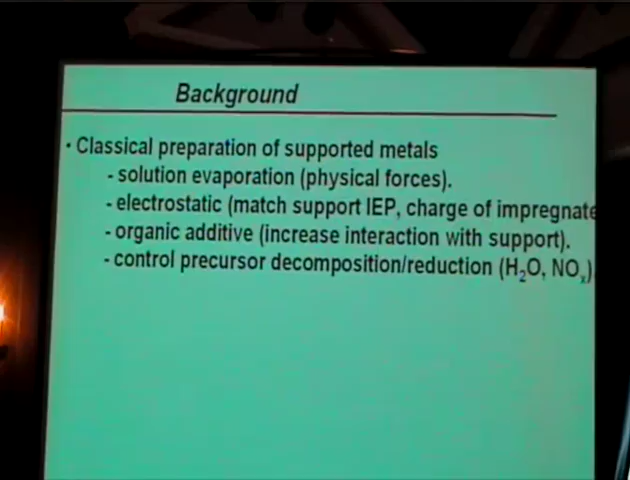 Background
• Classical preparation of supported metals
- solution evaporation (physical forces).
- electrostatic (match support IEP, charge of impregnate
- organic additive (increase interaction with support).
- control precursor decomposition/reduction (H₂O, NOₓ)